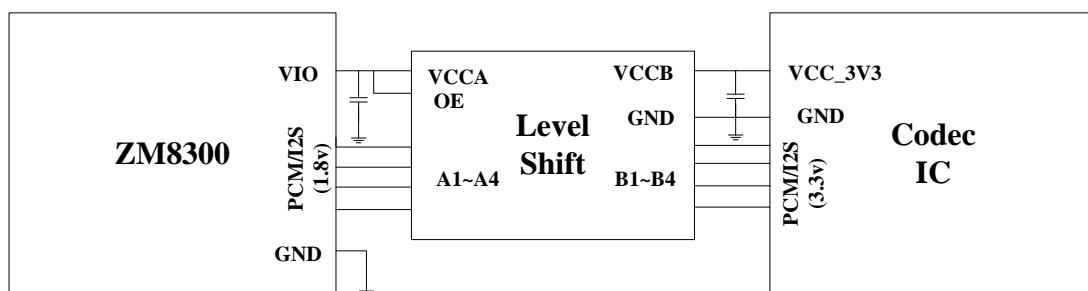 ZM8300
VIO
PCM/I2S
(1.8v)
GND
VCCA
OE
A1~A4
Level
Shift
VCCB
GND
B1~B4
VCC_3V3
GND
PCM/I2S
(3.3v)
Codec
IC